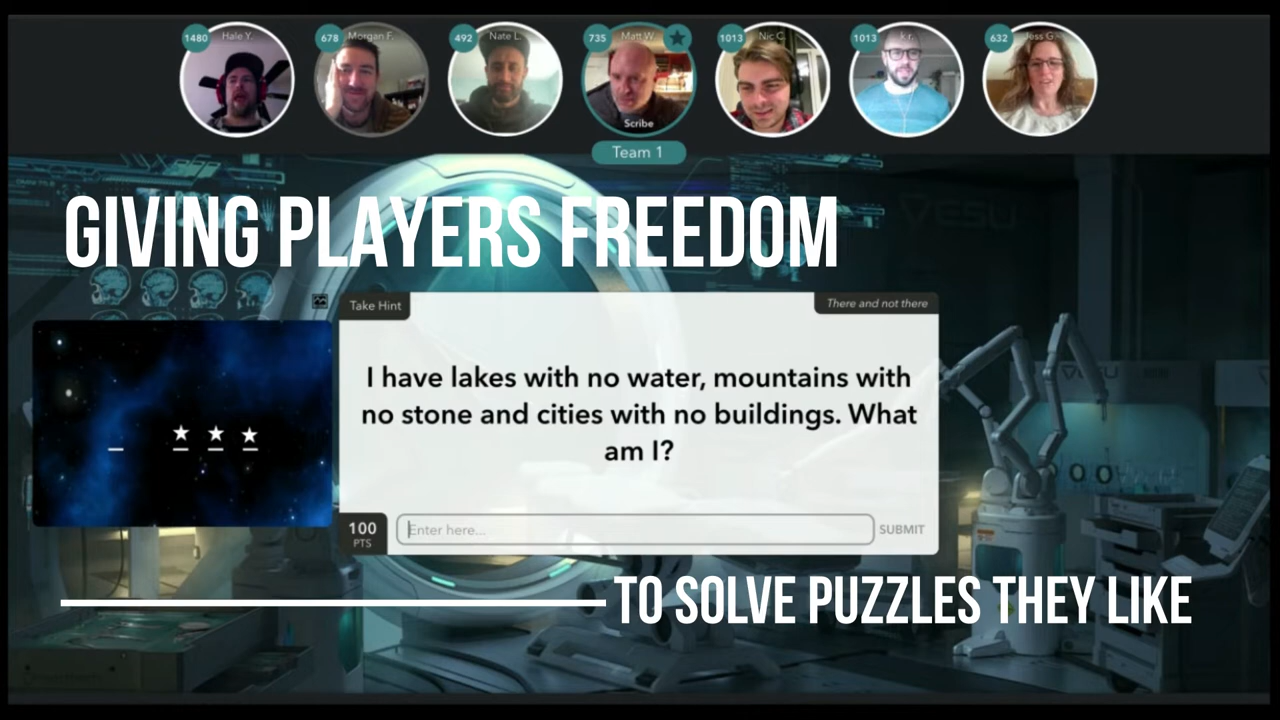 1480 Hale Y.
678 Morgan F.
492 Nate L.
735 Matt W.
1013 Nic C.
1013 k r.
632 Jess G.
Scribe
Team 1
VESU
GIVING PLAYERS FREEDOM
Take Hint
There and not there
I have lakes with no water, mountains with
no stone and cities with no buildings. What
am I?
100
PTS
Enter here...
SUBMIT
TO SOLVE PUZZLES THEY LIKE